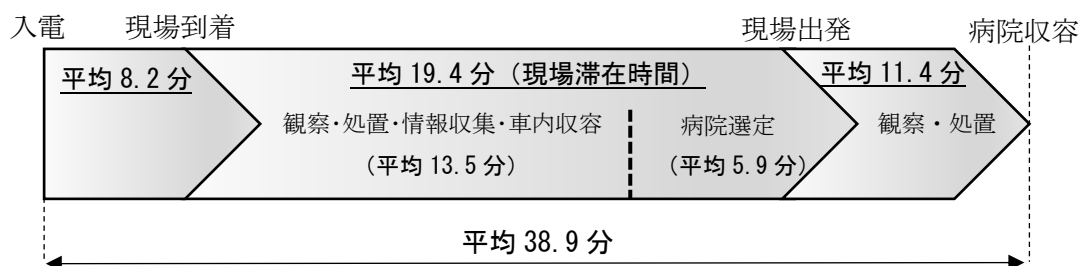 入電 現場到着 現場出発 病院収容
平均 8.2 分 平均 19.4 分（現場滞在時間） 平均 11.4 分
観察・処置・情報収集・車内収容 病院選定 観察・処置
（平均 13.5 分） （平均 5.9 分）
平均 38.9 分